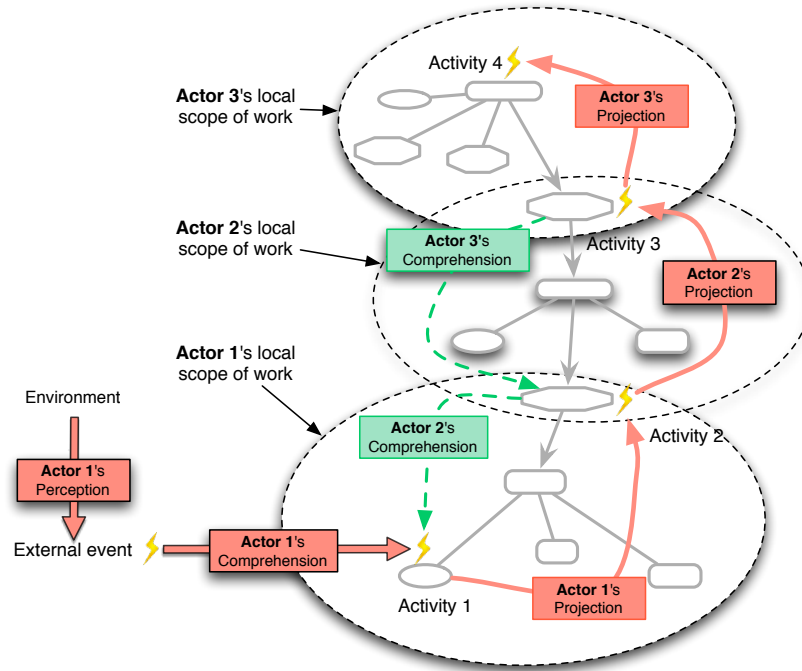 Activity 4
Actor 3's local
scope of work
Actor 3's
Projection
Actor 2's local
scope of work
Actor 3's
Comprehension
Activity 3
Actor 2's
Projection
Actor 1's local
scope of work
Environment
Actor 2's
Comprehension
Activity 2
Actor 1's
Perception
External event
Actor 1's
Comprehension
Activity 1
Actor 1's
Projection